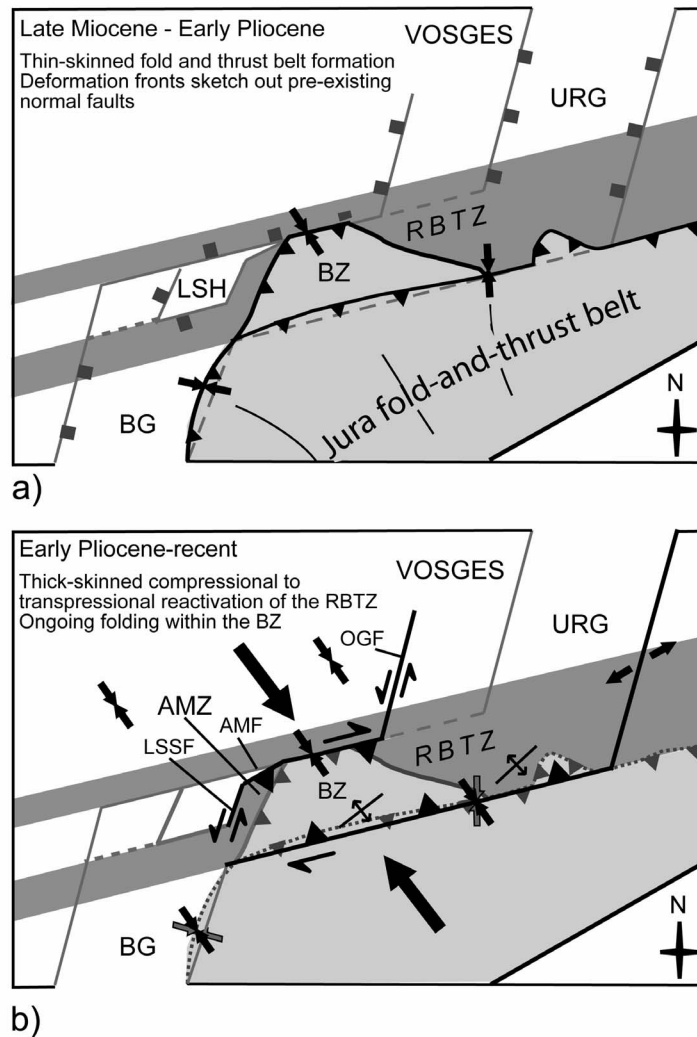 Late Miocene - Early Pliocene
VOSGES
Thin-skinned fold and thrust belt formation
Deformation fronts sketch out pre-existing
normal faults
URG
RBTZ
BZ
LSH
Jura fold-and-thrust belt
BG
N
a)
Early Pliocene-recent
VOSGES
Thick-skinned compressional to
transpressional reactivation of the RBTZ
Ongoing folding within the BZ
URG
OGF
AMZ
AMF
LSSF
RBTZ
BZ
BG
N
b)